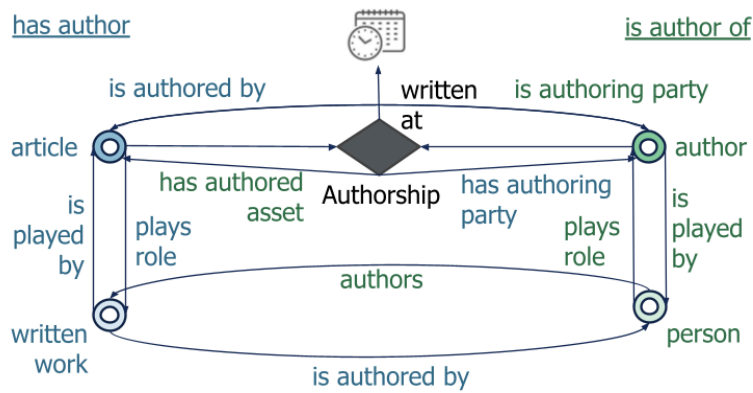 has author
is author of
is authored by
written
at
is authoring party
article
author
has authored
asset
Authorship
has authoring
party
is
played
by
plays
role
plays
role
is
played
by
authors
written
work
person
is authored by